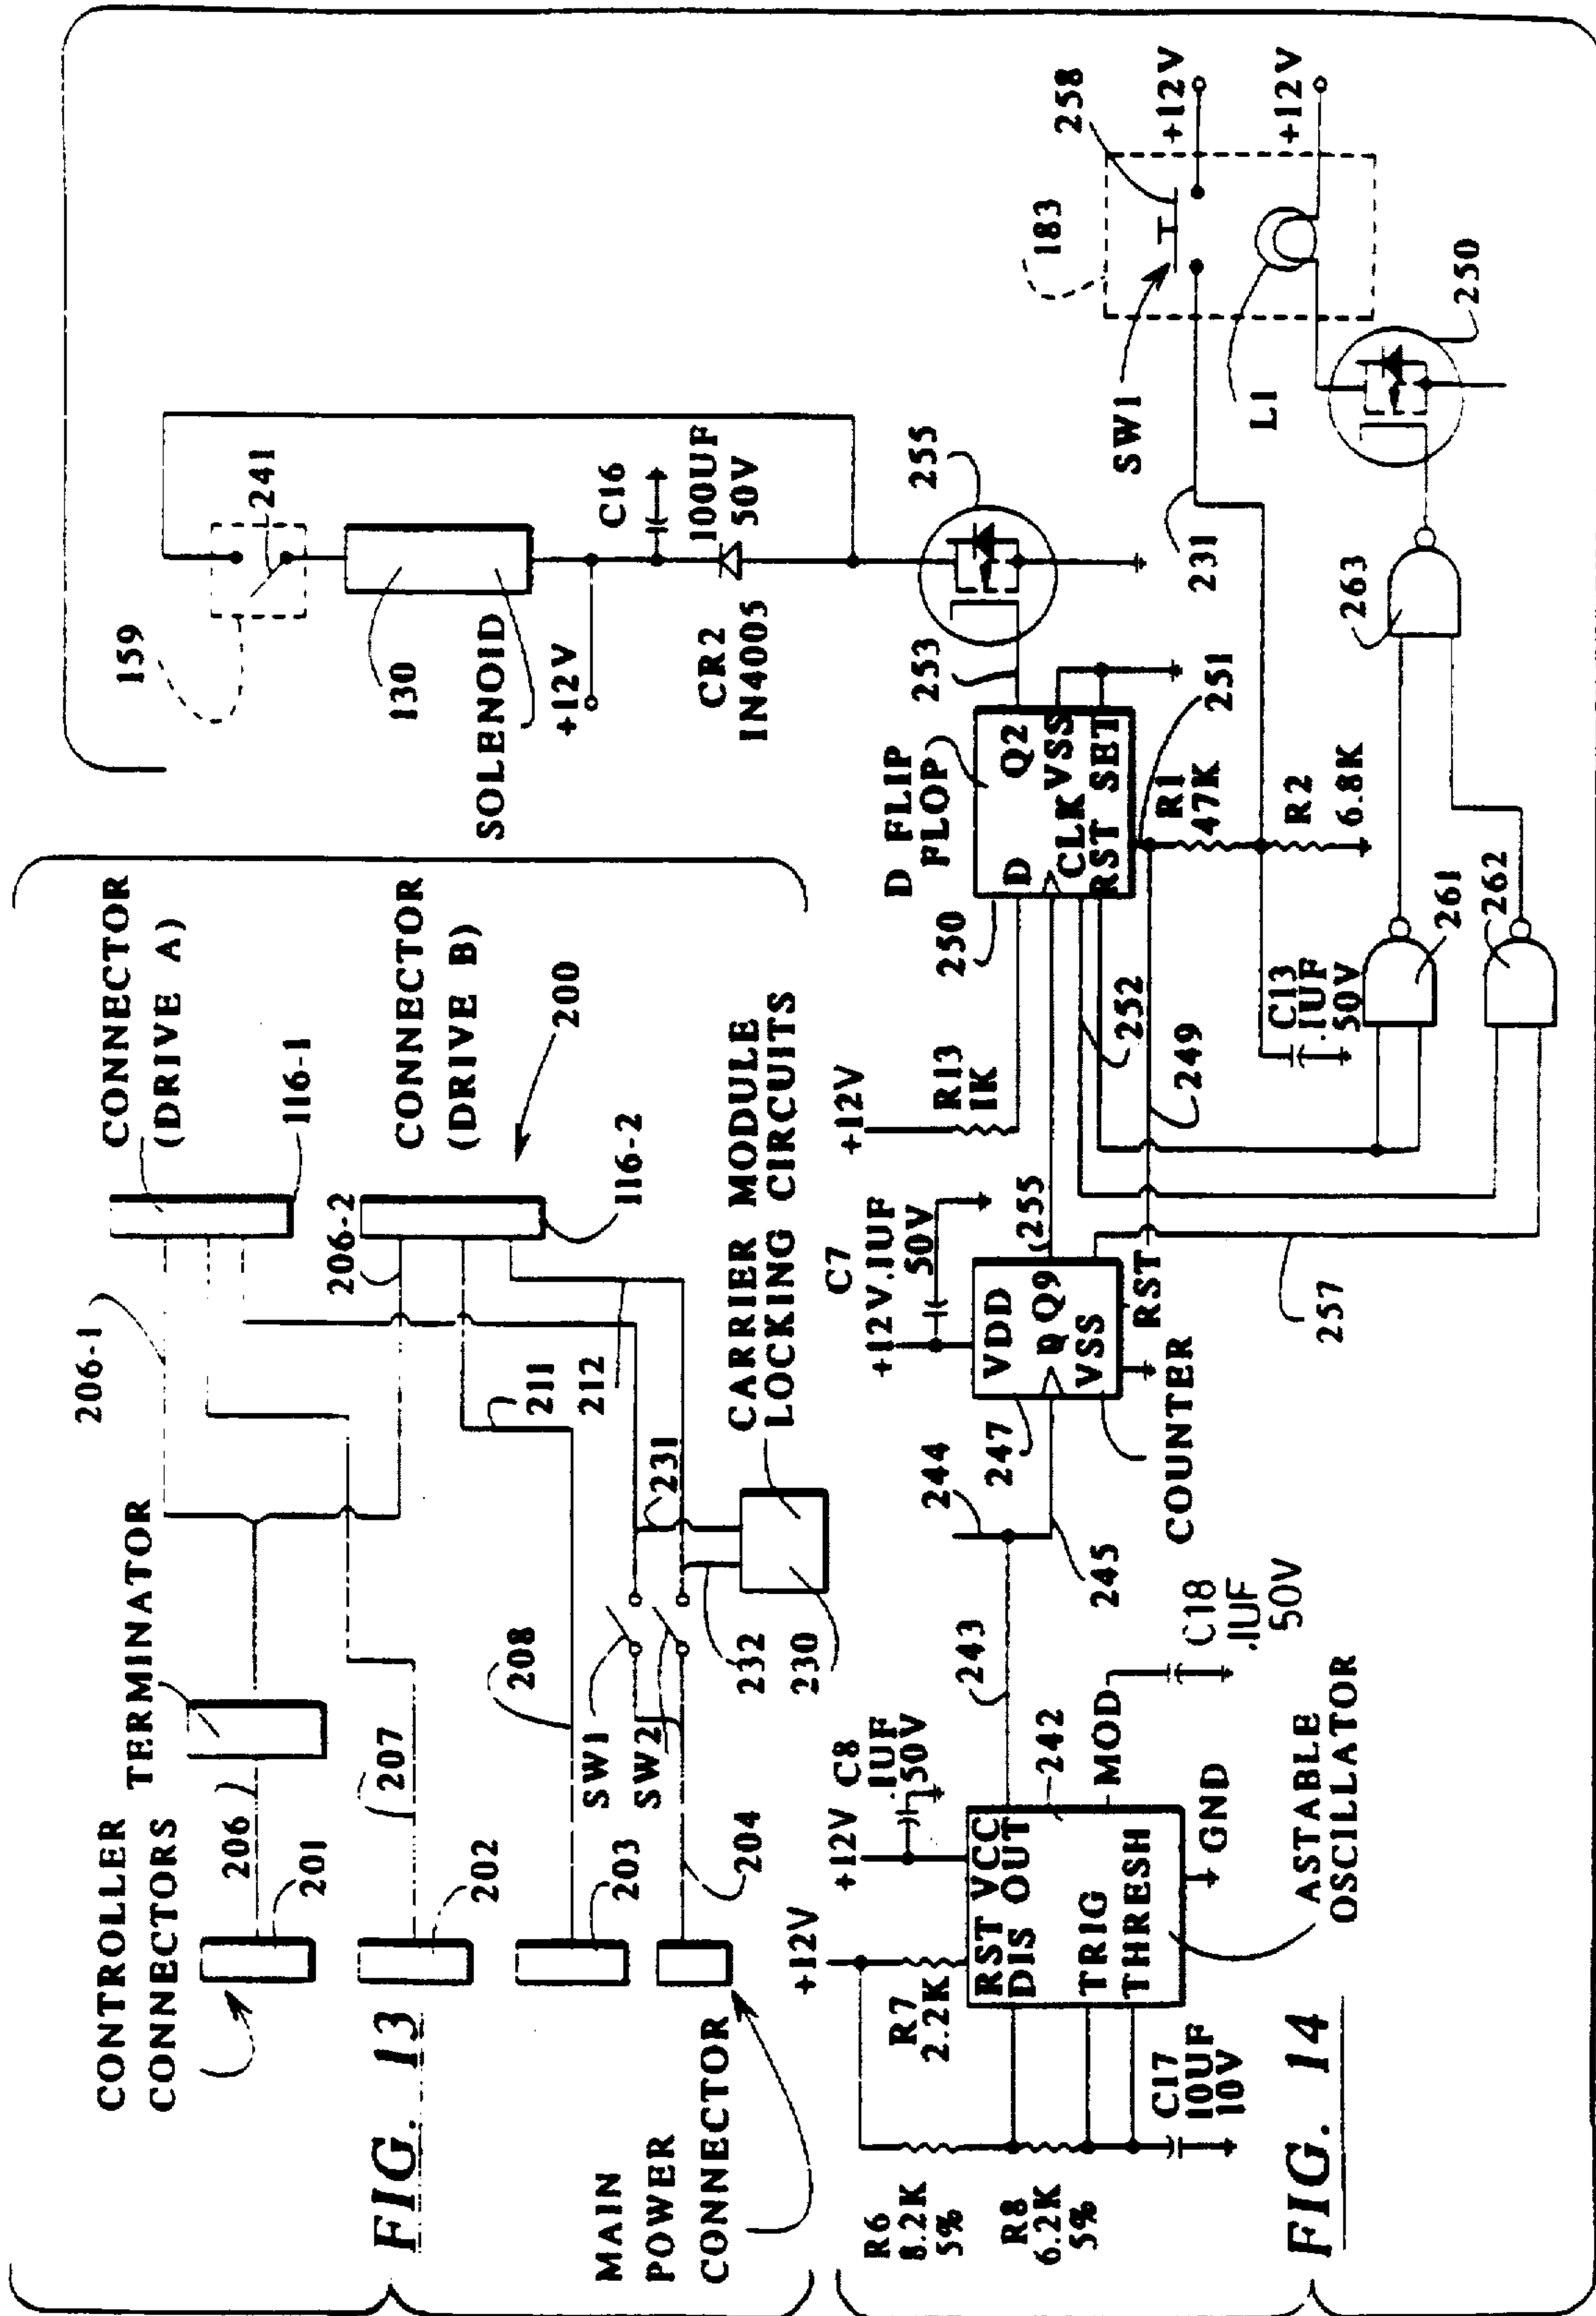 CONTROLLER
CONNECTORS
TERMINATOR
206
201
207
202
208
203
204
SW1
SW2
232
230
231
211
212
206-1
206-2
CONNECTOR
(DRIVE A)
116-1
CONNECTOR
(DRIVE B)
200
116-2
CARRIER MODULE
LOCKING CIRCUITS
MAIN
POWER
CONNECTOR
FIG. 13
159
241
130
SOLENOID
+12V
C16
100UF
50V
CR2
IN4005
255
253
D FLIP
FLOP
250
D
Q2
CLK
VSS
RST
SET
251
R1
47K
R2
6.8K
+12V
R13
1K
252
249
C13
.1UF
50V
231
SW1
183
258
+12V
+12V
L1
250
263
261
262
257
C7
+12V
.1UF
50V
255
VDD
D
Q9
VSS
RST
247
COUNTER
244
245
243
242
+12V
C8
.1UF
50V
+12V
R7
2.2K
RST
VCC
DIS
OUT
TRIG
THRESH
MOD
GND
C18
.1UF
50V
ASTABLE
OSCILLATOR
R6
8.2K
5%
R8
6.2K
5%
C17
10UF
10V
FIG. 14